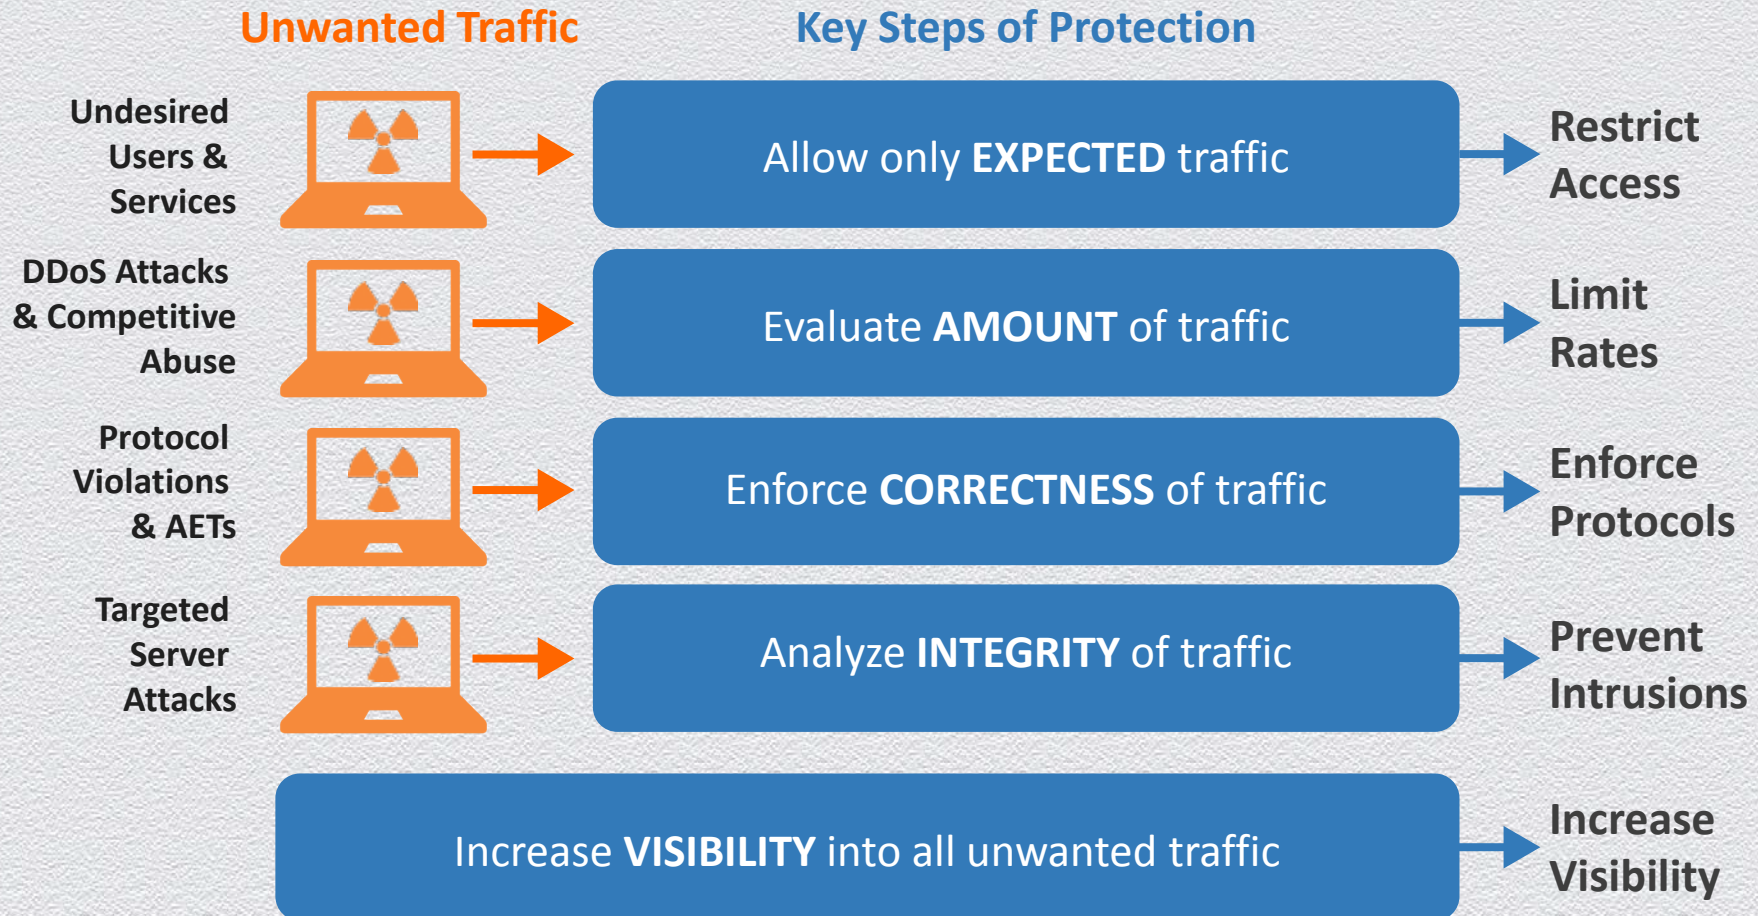 Unwanted Traffic
Key Steps of Protection
Undesired
Users &
Services
Allow only EXPECTED traffic
Restrict
Access
DDoS Attacks
& Competitive
Abuse
Evaluate AMOUNT of traffic
Limit
Rates
Protocol
Violations
& AETs
Enforce CORRECTNESS of traffic
Enforce
Protocols
Targeted
Server
Attacks
Analyze INTEGRITY of traffic
Prevent
Intrusions
Increase VISIBILITY into all unwanted traffic
Increase
Visibility